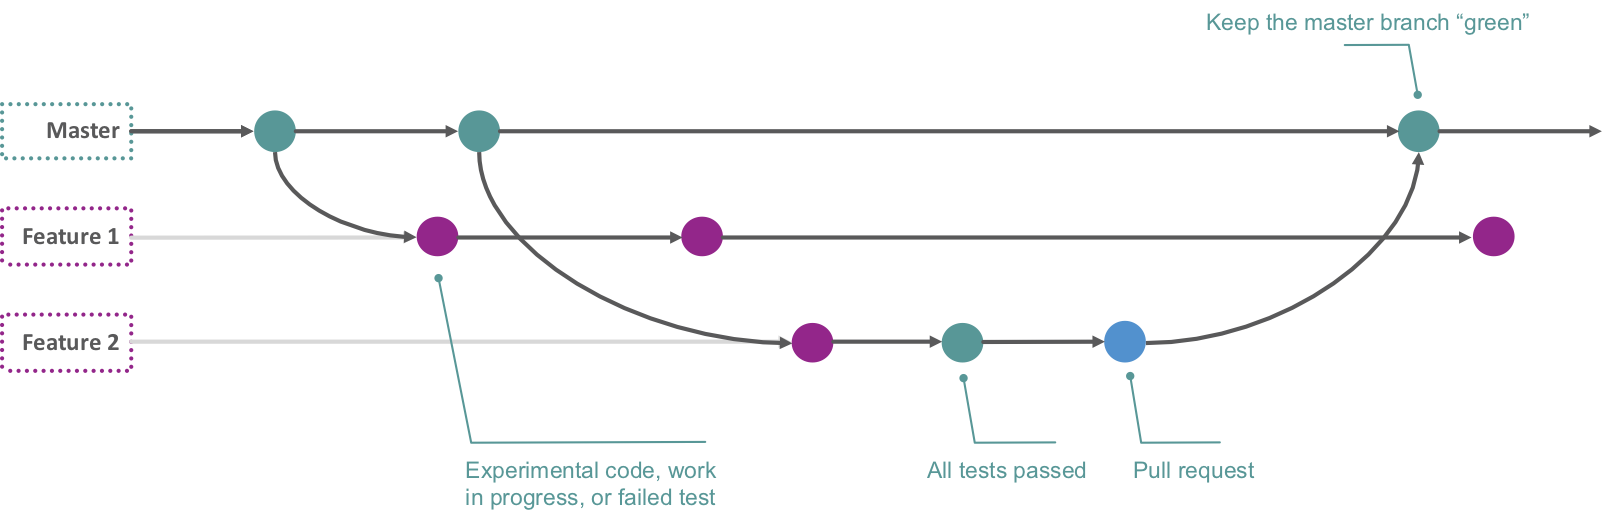 Keep the master branch “green”
Master
Feature 1
Feature 2
Experimental code, work
in progress, or failed test
All tests passed
Pull request